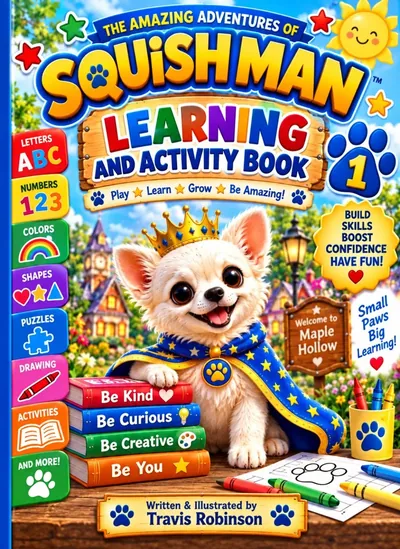 THE AMAZING ADVENTURES OF
SQUiSH MAN™
LEARNING
AND ACTIVITY BOOK
Play ★ Learn ★ Grow ★ Be Amazing!
1
LETTERS
ABC
NUMBERS
123
COLORS
SHAPES
PUZZLES
DRAWING
ACTIVITIES
AND MORE!
BUILD
SKILLS
BOOST
CONFIDENCE
HAVE FUN!
Welcome to
Maple
Hollow
Small
Paws
Big
Learning!
Be Kind
Be Curious
Be Creative
Be You
Written & Illustrated by
Travis Robinson